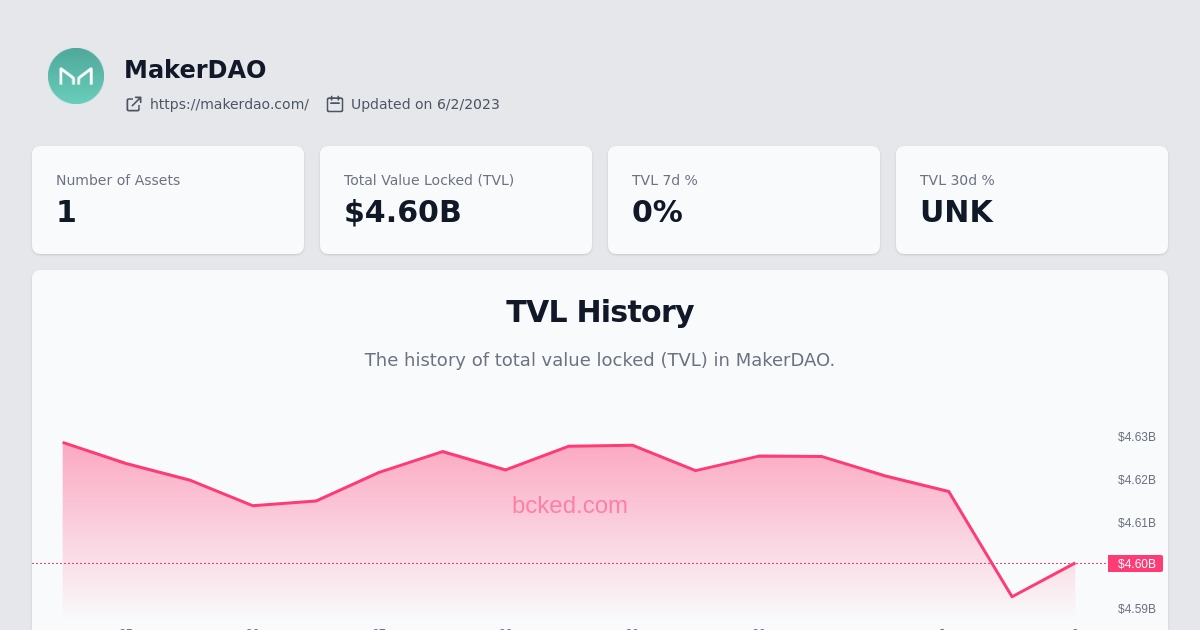 MakerDAO
https://makerdao.com/ Updated on 6/2/2023
Number of Assets
1
Total Value Locked (TVL)
$4.60B
TVL 7d %
0%
TVL 30d %
UNK
TVL History
The history of total value locked (TVL) in MakerDAO.
$4.63B
$4.62B
bcked.com
$4.61B
$4.60B
$4.59B